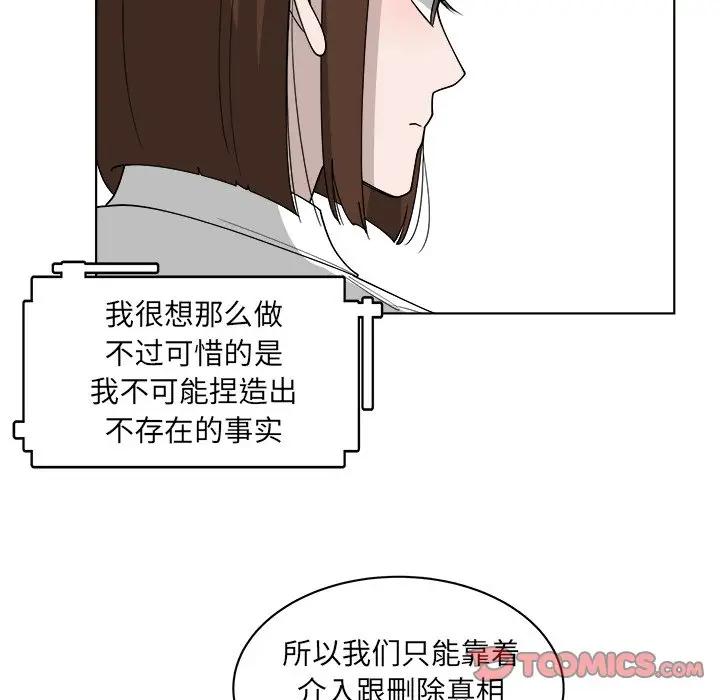 我很想那么做
不过可惜的是
我不可能捏造出
不存在的事实
所以我们只能靠着
介入跟删除真相
TOOMICS.COM